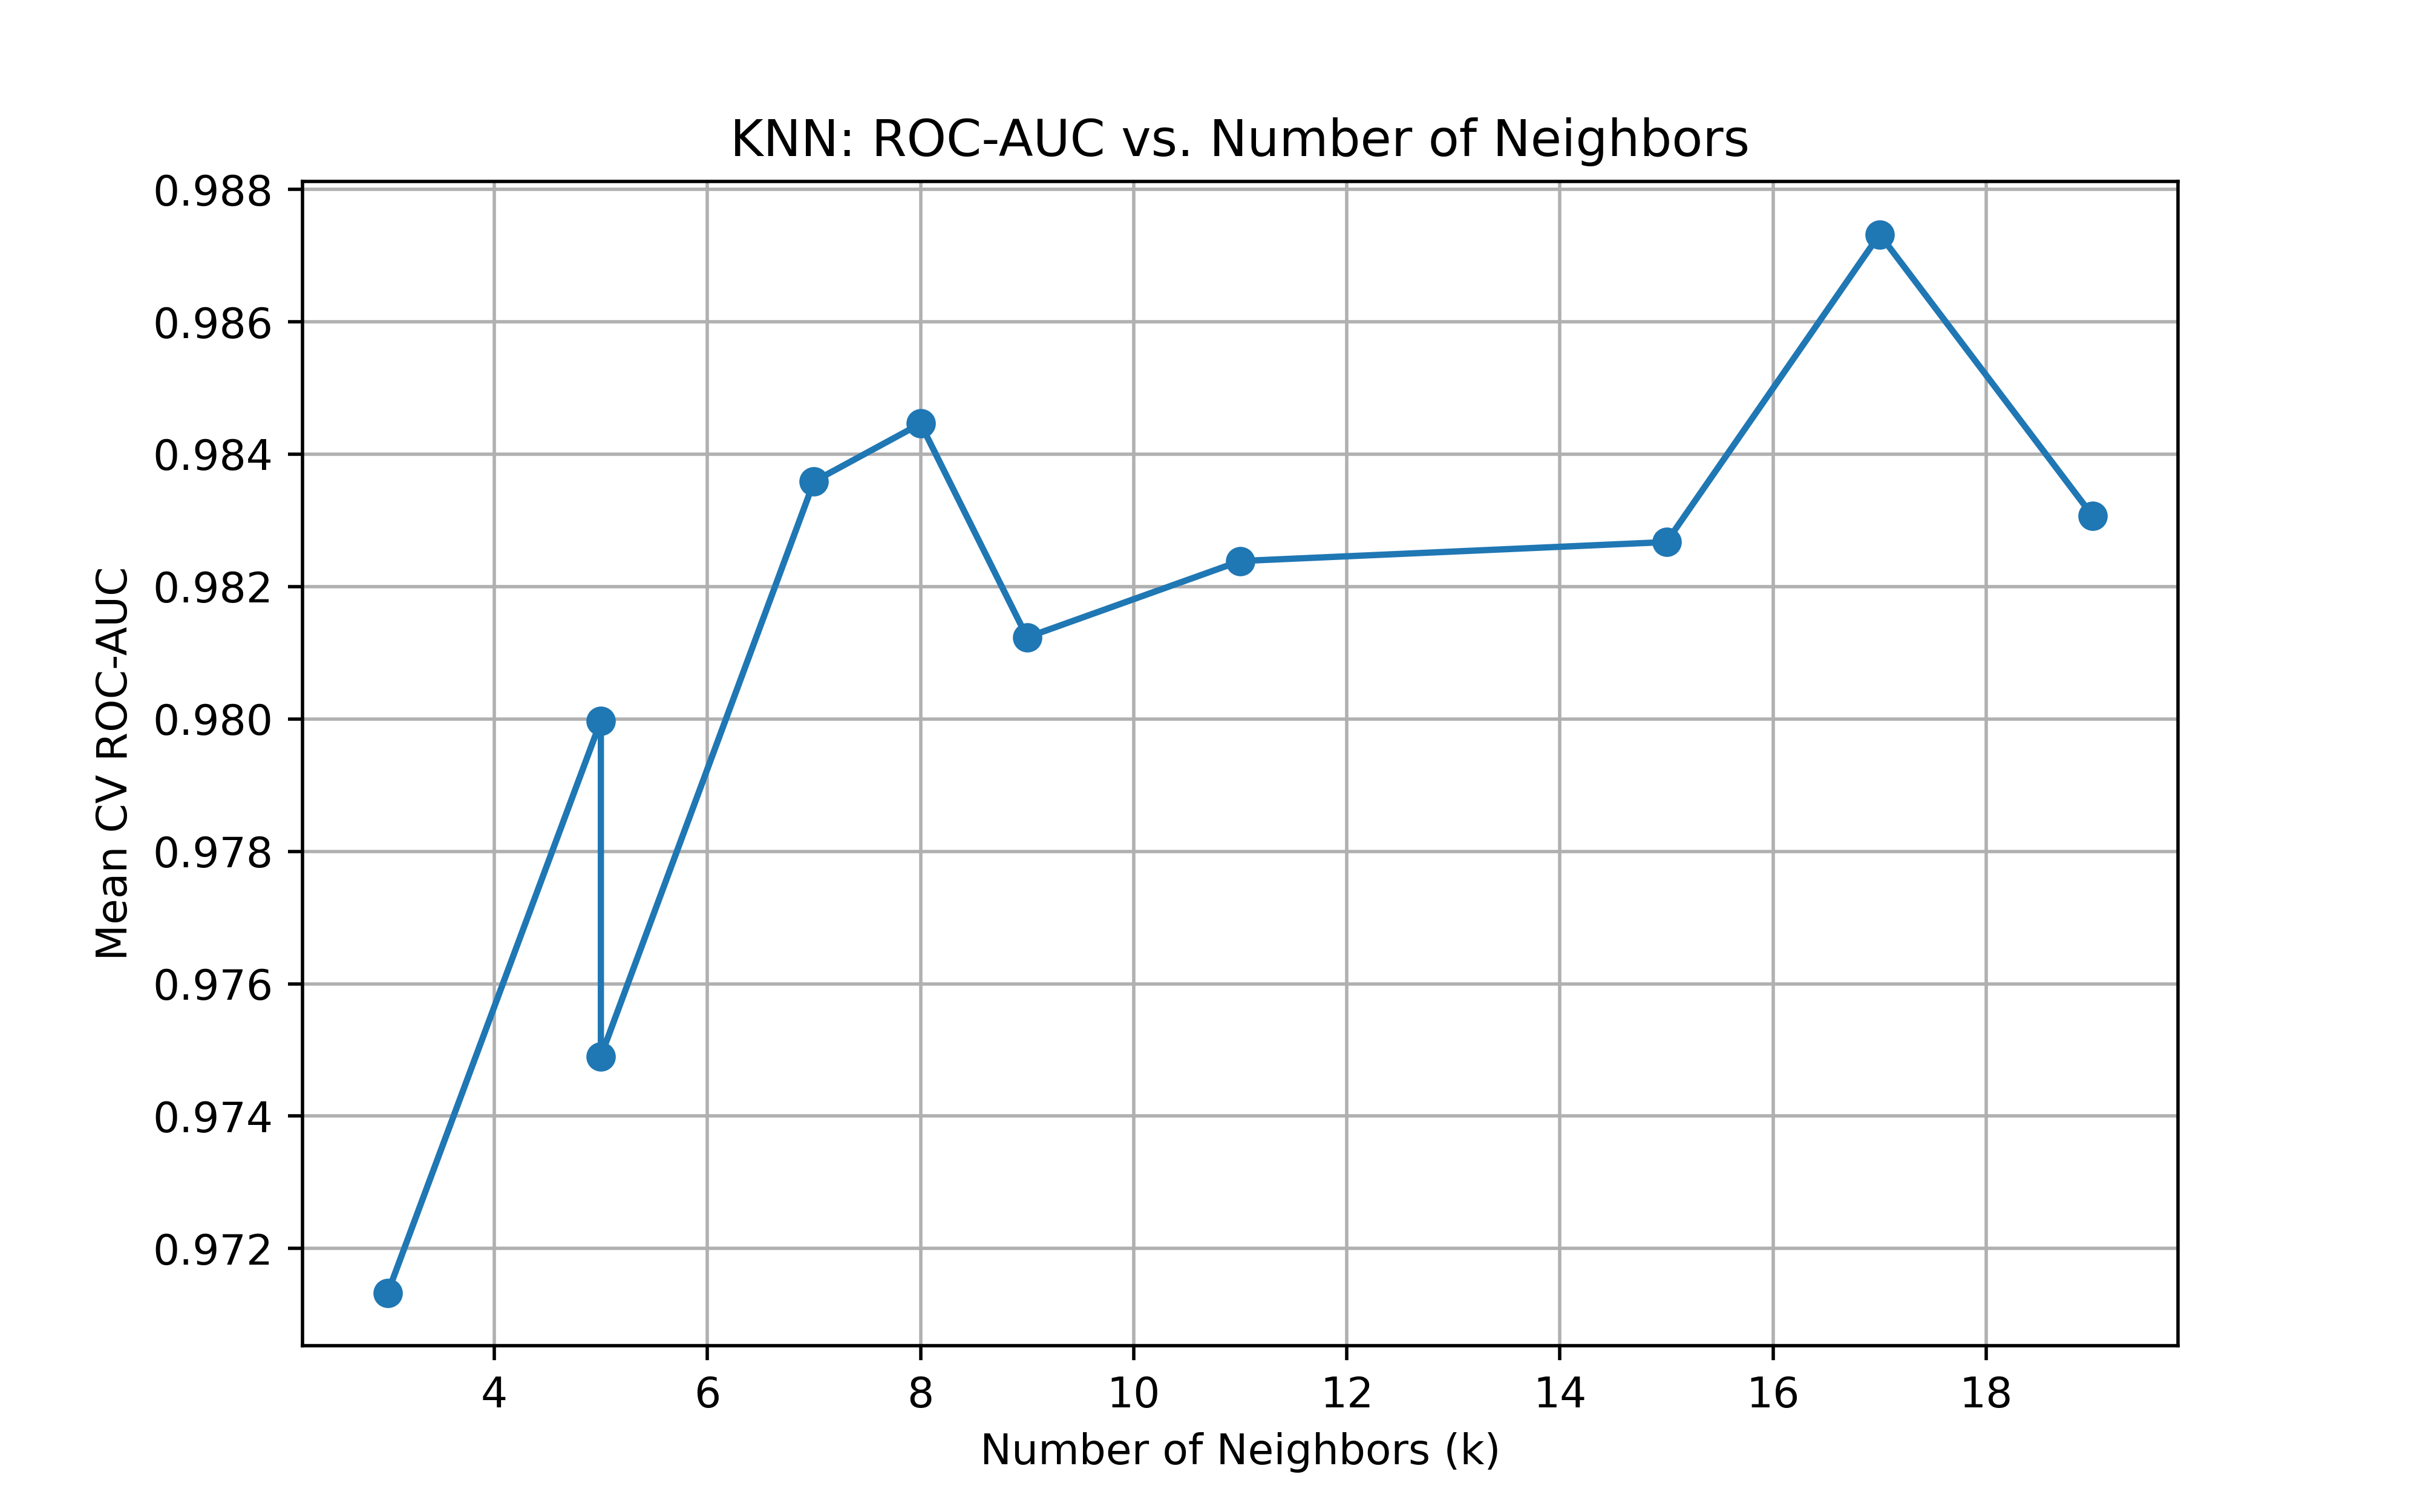 KNN: ROC-AUC vs. Number of Neighbors
0.988
0.986
0.984
0.982
0.980
0.978
0.976
0.974
0.972
Mean CV ROC-AUC
4 6 8 10 12 14 16 18
Number of Neighbors (k)